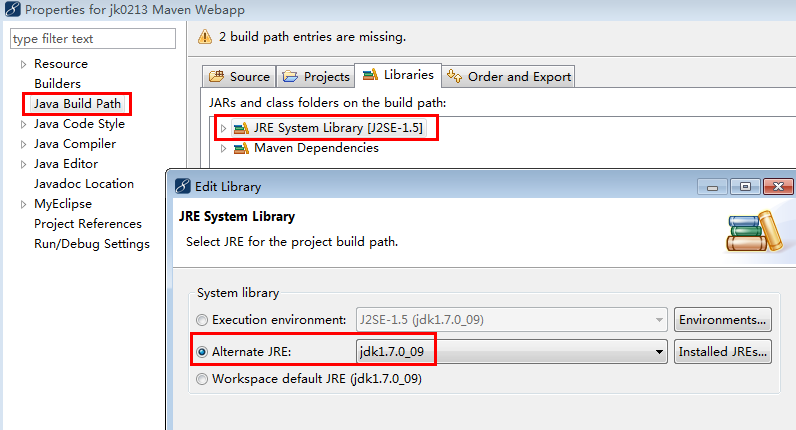 Properties for jk0213 Maven Webapp
type filter text
Resource
Builders
Java Build Path
Java Code Style
Java Compiler
Java Editor
Javadoc Location
MyEclipse
Project References
Run/Debug Settings
2 build path entries are missing.
Source Projects Libraries Order and Export
JARs and class folders on the build path:
JRE System Library [J2SE-1.5]
Maven Dependencies
Edit Library
JRE System Library
Select JRE for the project build path.
System library
Execution environment: J2SE-1.5 (jdk1.7.0_09) Environments...
Alternate JRE: jdk1.7.0_09 Installed JREs...
Workspace default JRE (jdk1.7.0_09)